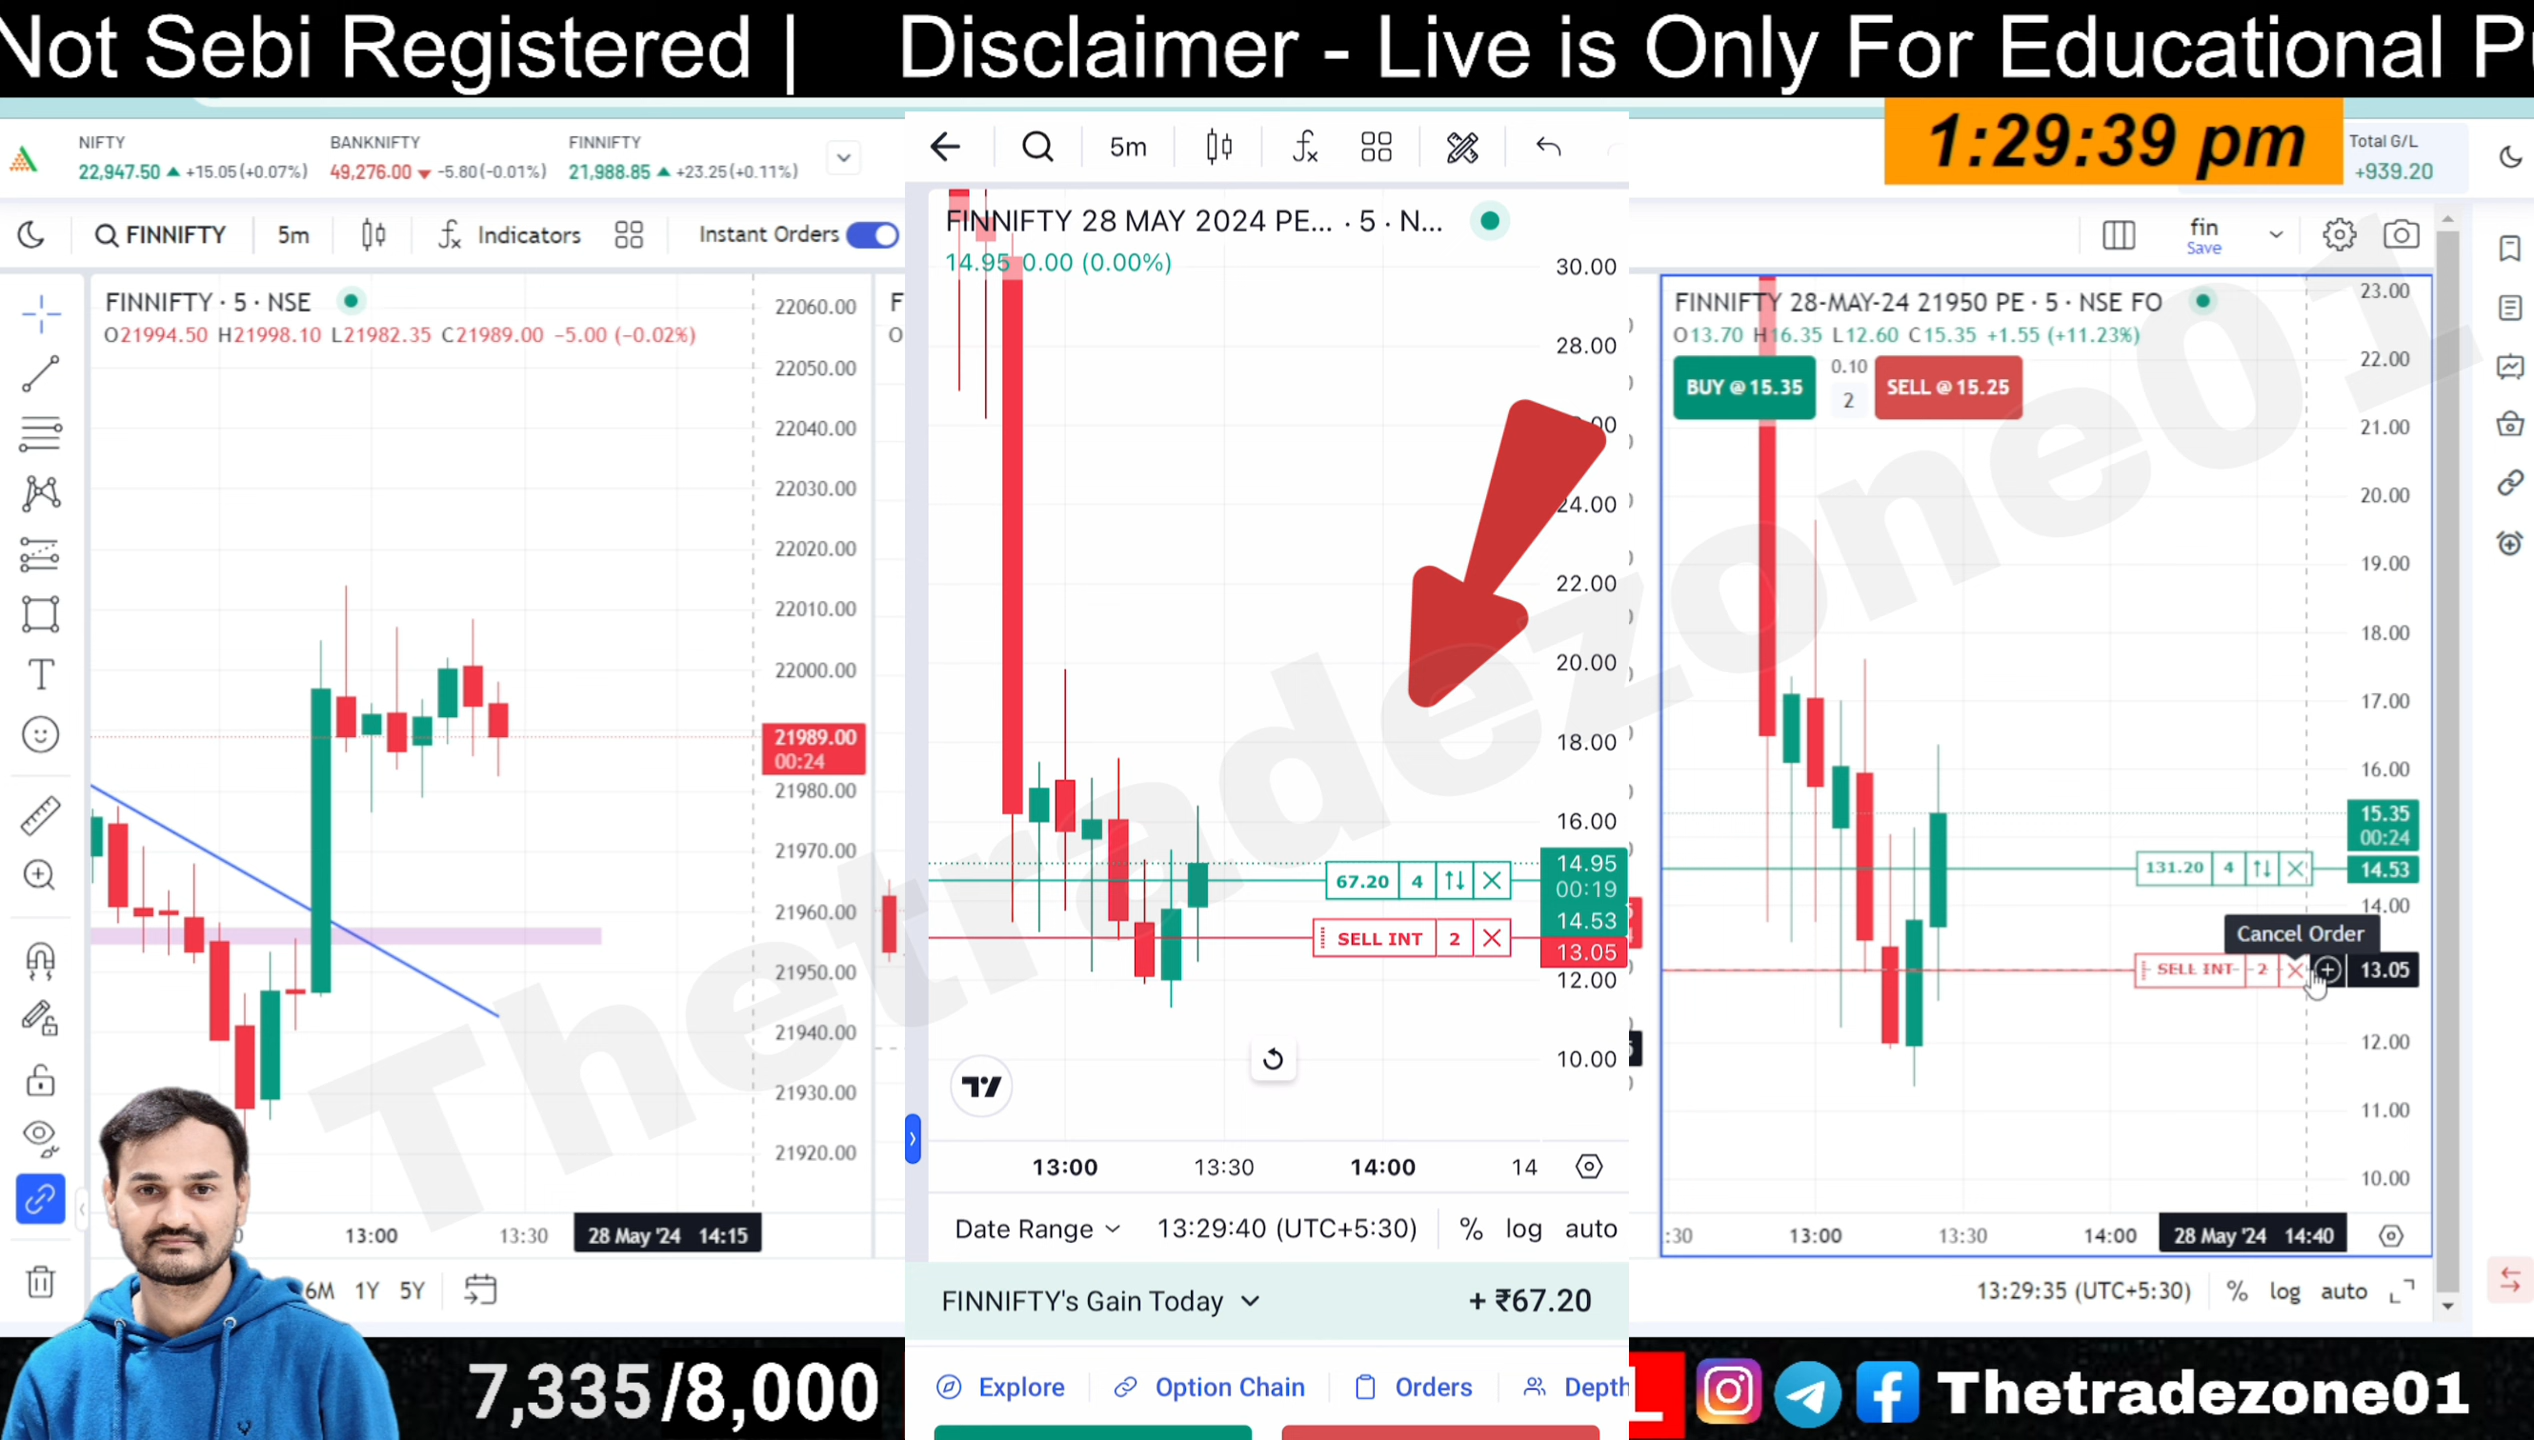 Not Sebi Registered | Disclaimer - Live is Only For Educational P
1:29:39 pm
NIFTY
22,947.50 +15.05(+0.07%)
BANKNIFTY
49,276.00 -5.80(-0.01%)
FINNIFTY
21,988.85 +23.25(+0.11%)
Total G/L
+939.20
FINNIFTY 5m Indicators Instant Orders
FINNIFTY · 5 · NSE
O21994.50 H21998.10 L21982.35 C21989.00 -5.00 (-0.02%)
22060.00
22050.00
22040.00
22030.00
22020.00
22010.00
22000.00
21989.00
00:24
21980.00
21970.00
21960.00
21950.00
21940.00
21930.00
21920.00
13:00 13:30 28 May '24 14:15
6M 1Y 5Y
7,335/8,000
5m
FINNIFTY 28 MAY 2024 PE... · 5 · N...
14.95 0.00 (0.00%)
30.00
28.00
24.00
22.00
20.00
18.00
16.00
67.20 4
14.95
00:19
14.53
SELL INT 2
13.05
12.00
10.00
13:00 13:30 14:00 14
Date Range 13:29:40 (UTC+5:30) % log auto
FINNIFTY's Gain Today + ₹67.20
Explore Option Chain Orders Depth
fin
Save
FINNIFTY 28-MAY-24 21950 PE · 5 · NSE FO
O13.70 H16.35 L12.60 C15.35 +1.55 (+11.23%)
BUY @ 15.35 0.10 2 SELL @ 15.25
23.00
22.00
21.00
20.00
19.00
18.00
17.00
16.00
15.35
00:24
131.20 4
14.53
14.00
Cancel Order
SELL INT 2
13.05
12.00
11.00
10.00
:30 13:00 13:30 14:00 28 May '24 14:40
13:29:35 (UTC+5:30) % log auto
Thetradezone01
Thetradezone01